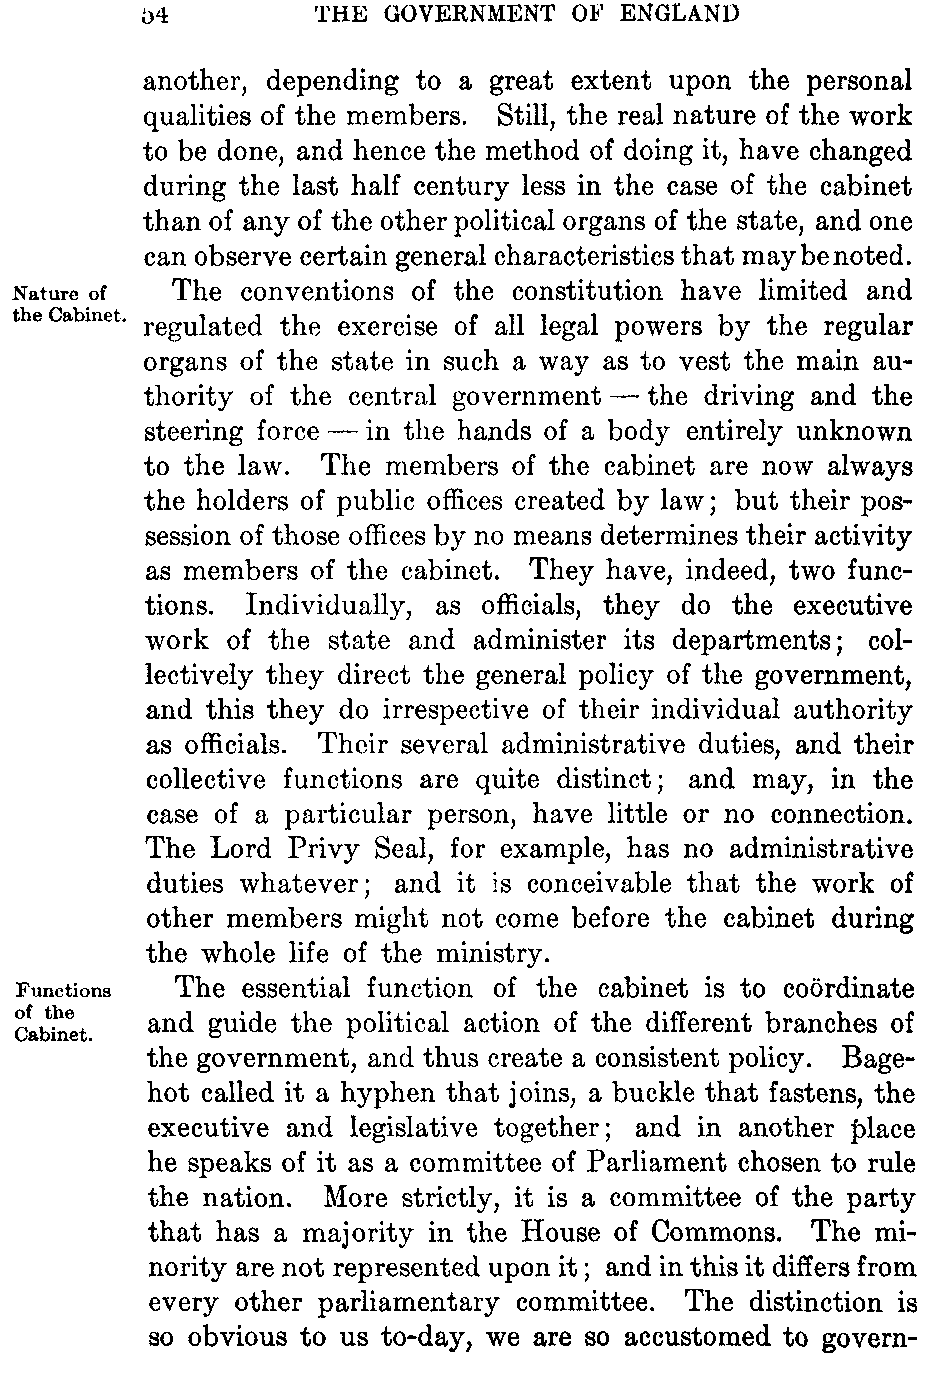 54 THE GOVERNMENT OF ENGLAND
another, depending to a great extent upon the personal
qualities of the members. Still, the real nature of the work
to be done, and hence the method of doing it, have changed
during the last half century less in the case of the cabinet
than of any of the other political organs of the state, and one
can observe certain general characteristics that may be noted.
Nature of
the Cabinet.
The conventions of the constitution have limited and
regulated the exercise of all legal powers by the regular
organs of the state in such a way as to vest the main au-
thority of the central government — the driving and the
steering force — in the hands of a body entirely unknown
to the law. The members of the cabinet are now always
the holders of public offices created by law; but their pos-
session of those offices by no means determines their activity
as members of the cabinet. They have, indeed, two func-
tions. Individually, as officials, they do the executive
work of the state and administer its departments; col-
lectively they direct the general policy of the government,
and this they do irrespective of their individual authority
as officials. Their several administrative duties, and their
collective functions are quite distinct; and may, in the
case of a particular person, have little or no connection.
The Lord Privy Seal, for example, has no administrative
duties whatever; and it is conceivable that the work of
other members might not come before the cabinet during
the whole life of the ministry.
Functions
of the
Cabinet.
The essential function of the cabinet is to coördinate
and guide the political action of the different branches of
the government, and thus create a consistent policy. Bage-
hot called it a hyphen that joins, a buckle that fastens, the
executive and legislative together; and in another place
he speaks of it as a committee of Parliament chosen to rule
the nation. More strictly, it is a committee of the party
that has a majority in the House of Commons. The mi-
nority are not represented upon it; and in this it differs from
every other parliamentary committee. The distinction is
so obvious to us to-day, we are so accustomed to govern-